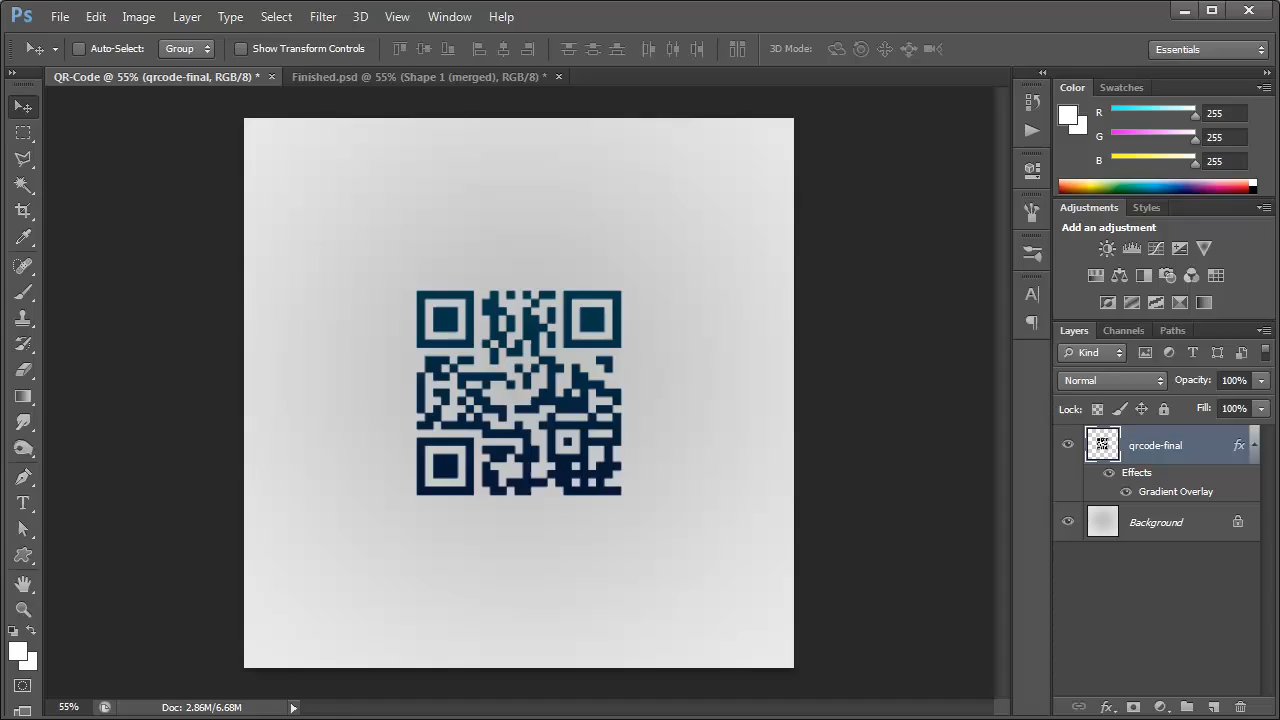 Ps File Edit Image Layer Type Select Filter 3D View Window Help
Auto-Select: Group Show Transform Controls 3D Mode: Essentials
QR-Code @ 55% (qrcode-final, RGB/8) * × Finished.psd @ 55% (Shape 1 (merged), RGB/8) * ×
Color Swatches
R 255
G 255
B 255
Adjustments Styles
Add an adjustment
Layers Channels Paths
Kind
Normal Opacity: 100%
Lock: Fill: 100%
qrcode-final fx
Effects
Gradient Overlay
Background
55% Doc: 2.86M/6.68M